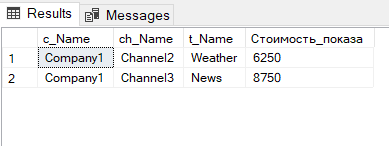 Results Messages
c_Name ch_Name t_Name Стоимость_показа
1 Company1 Channel2 Weather 6250
2 Company1 Channel3 News 8750